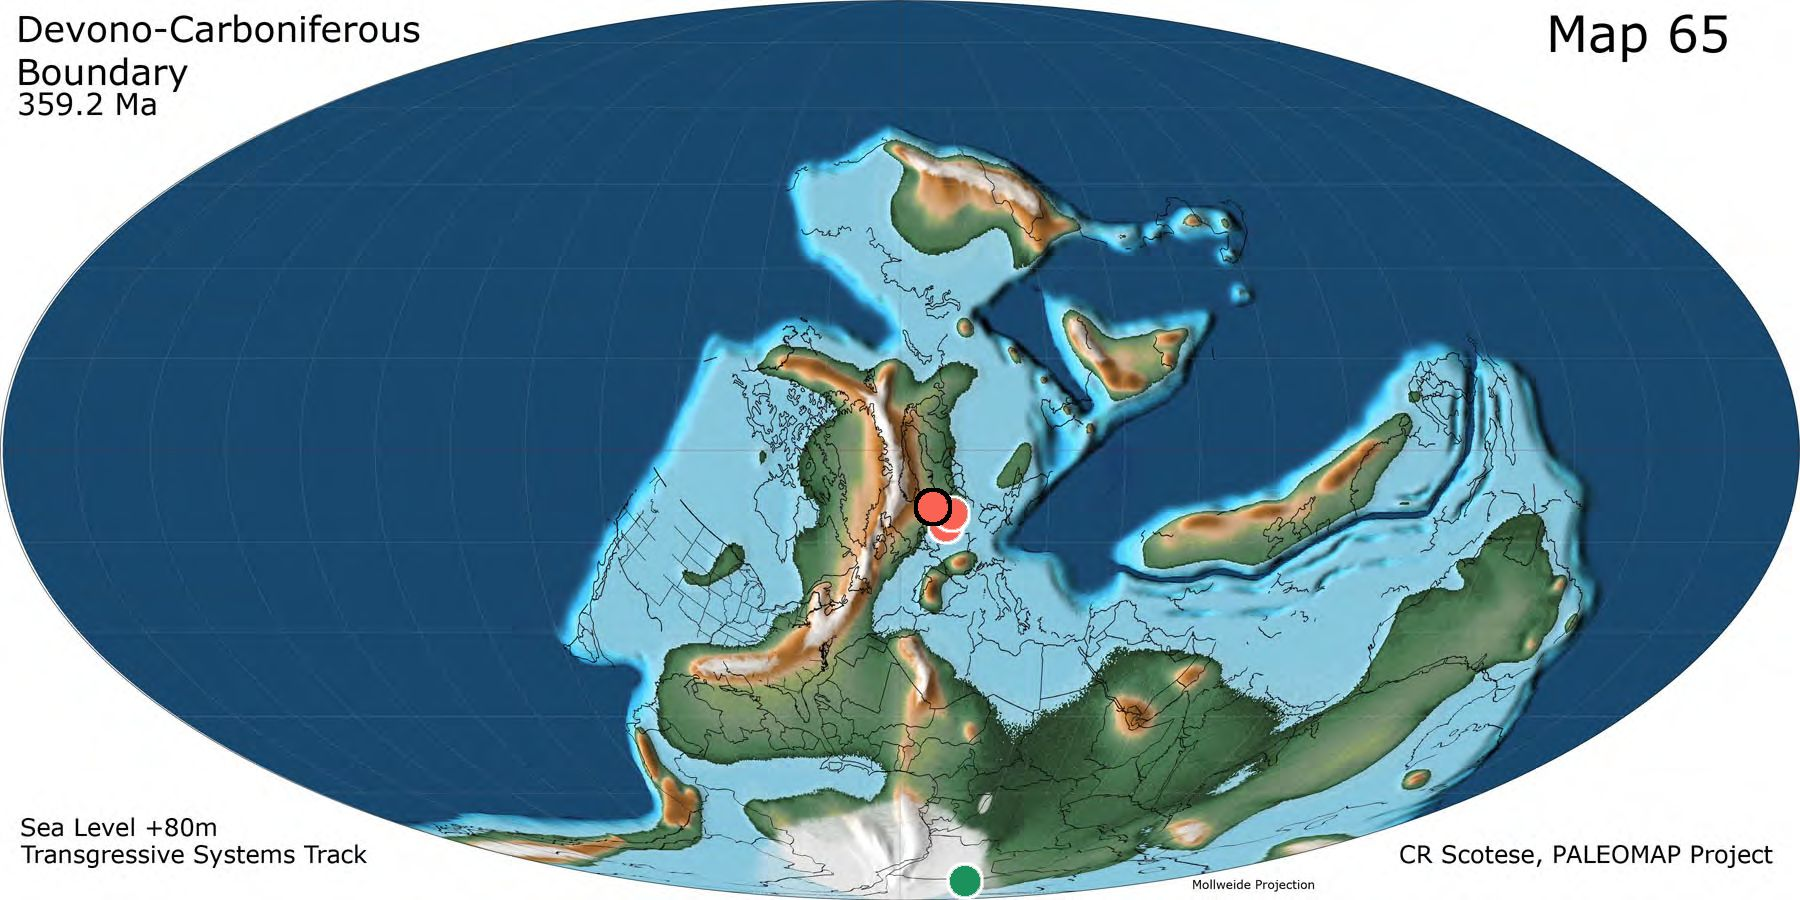 Devono-Carboniferous
Boundary
359.2 Ma
Map 65
Sea Level +80m
Transgressive Systems Track
CR Scotese, PALEOMAP Project
Mollweide Projection